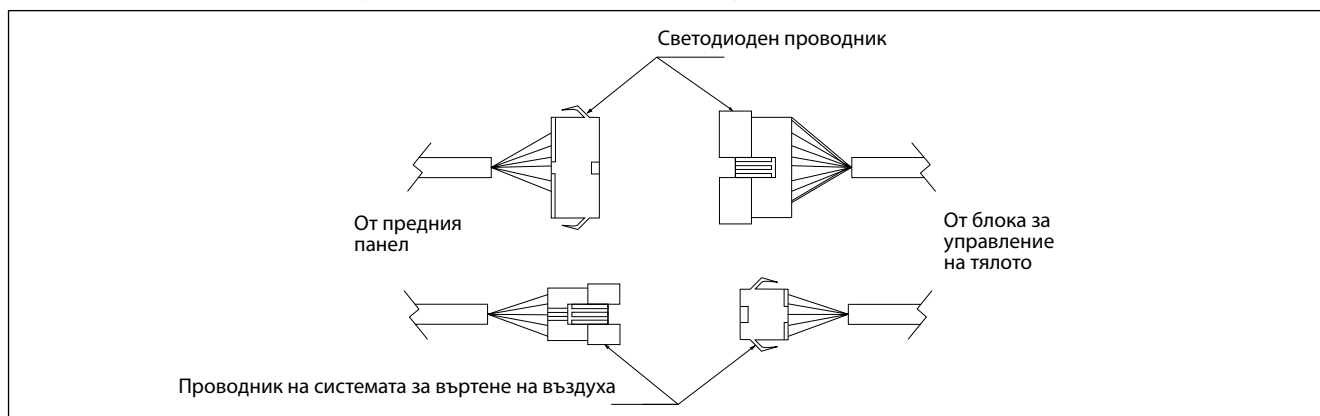 Светодиоден проводник
От предния
панел
От блока за
управление
на тялото
Проводник на системата за въртене на въздуха